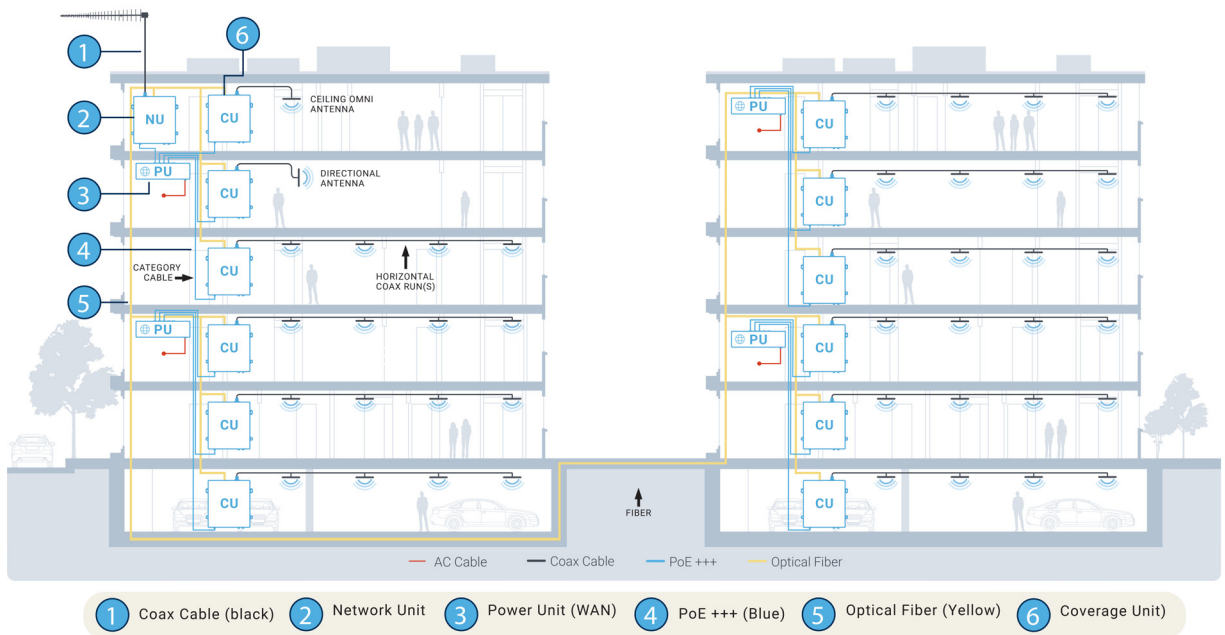 1
6
2
NU
CU
CEILING OMNI
ANTENNA
PU
CU
3
PU
CU
DIRECTIONAL
ANTENNA
CU
4
CATEGORY
CABLE
CU
HORIZONTAL
COAX RUN(S)
CU
5
PU
CU
PU
CU
CU
CU
CU
FIBER
CU
AC Cable
Coax Cable
PoE +++
Optical Fiber
1 Coax Cable (black) 2 Network Unit 3 Power Unit (WAN) 4 PoE +++ (Blue) 5 Optical Fiber (Yellow) 6 Coverage Unit)